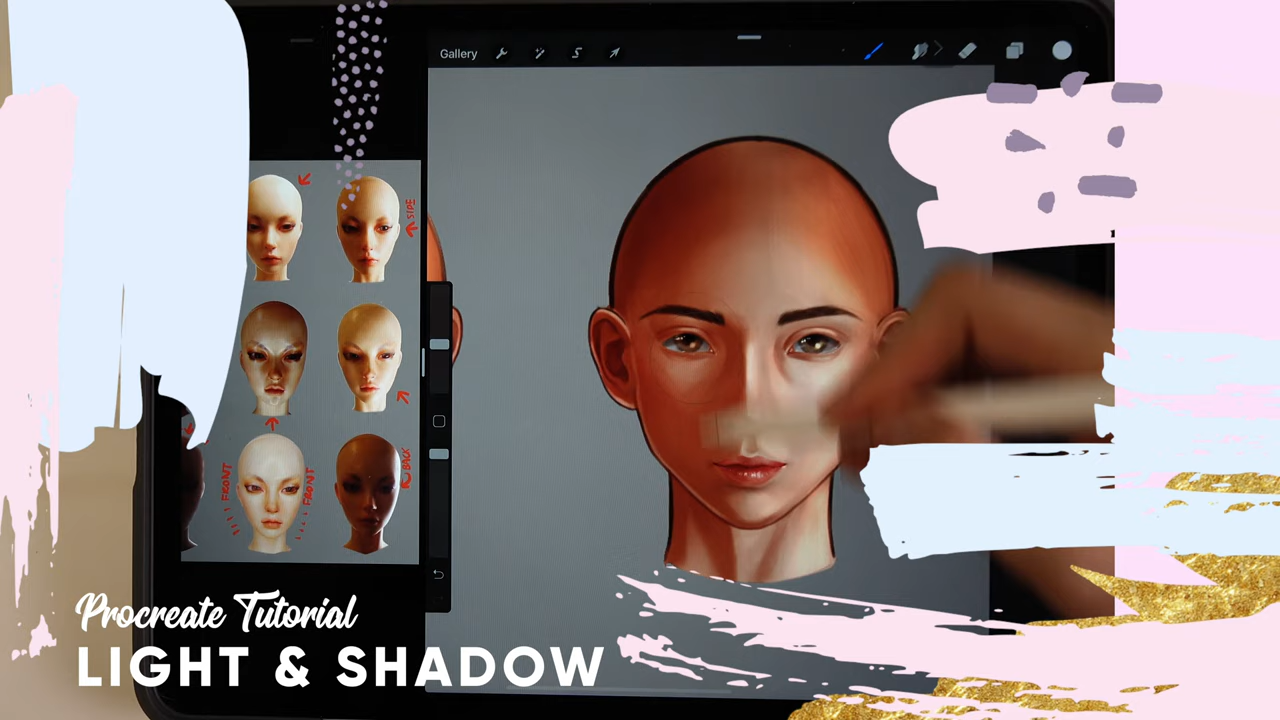 Gallery
SIDE
FRONT
FRONT
BACK
Procreate Tutorial
LIGHT & SHADOW